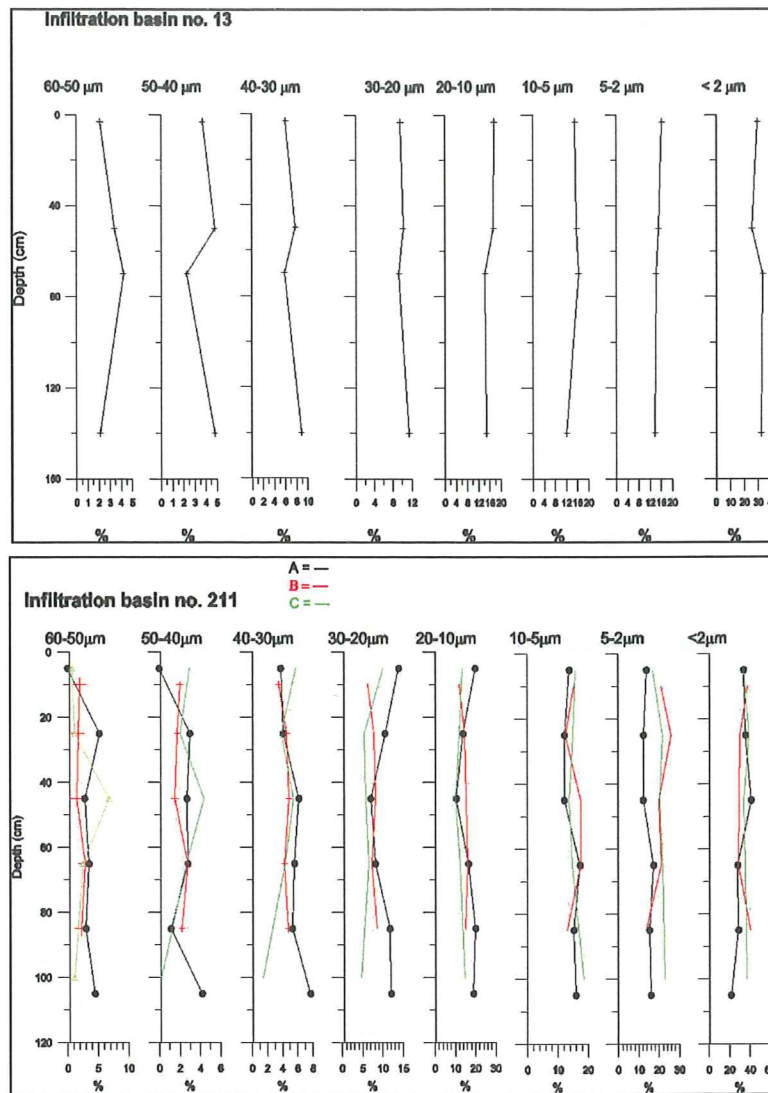 Infiltration basin no. 13
60-50 μm 50-40 μm 40-30 μm 30-20 μm 20-10 μm 10-5 μm 5-2 μm < 2 μm
0
40
80
120
160
Depth (cm)
0 1 2 3 4 5 0 1 2 3 4 5 0 2 4 6 8 10 0 4 8 12 0 4 8 12 16 20 0 4 8 12 16 20 0 4 8 12 16 20 0 10 20 30
% % % % % % % %
A = —
B = —
C = —
Infiltration basin no. 211
60-50μm 50-40μm 40-30μm 30-20μm 20-10μm 10-5μm 5-2μm <2μm
0
20
40
60
80
100
120
Depth (cm)
0 5 10 0 2 4 6 0 2 4 6 8 0 5 10 15 0 10 20 30 0 10 20 0 10 20 30 0 20 40
% % % % % % % %